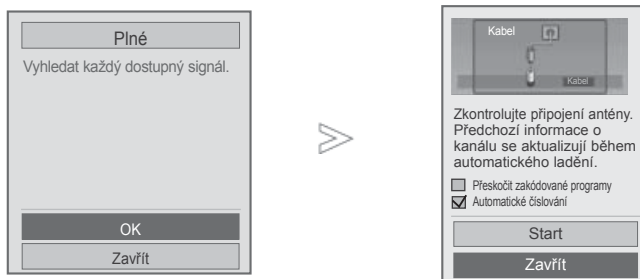 Plné
Vyhledat každý dostupný signál.
OK
Zavřít
Kabel
Kabel
Zkontrolujte připojení antény.
Předchozí informace o
kanálu se aktualizují během
automatického ladění.
Přeskočit zakódované programy
Automatické číslování
Start
Zavřít